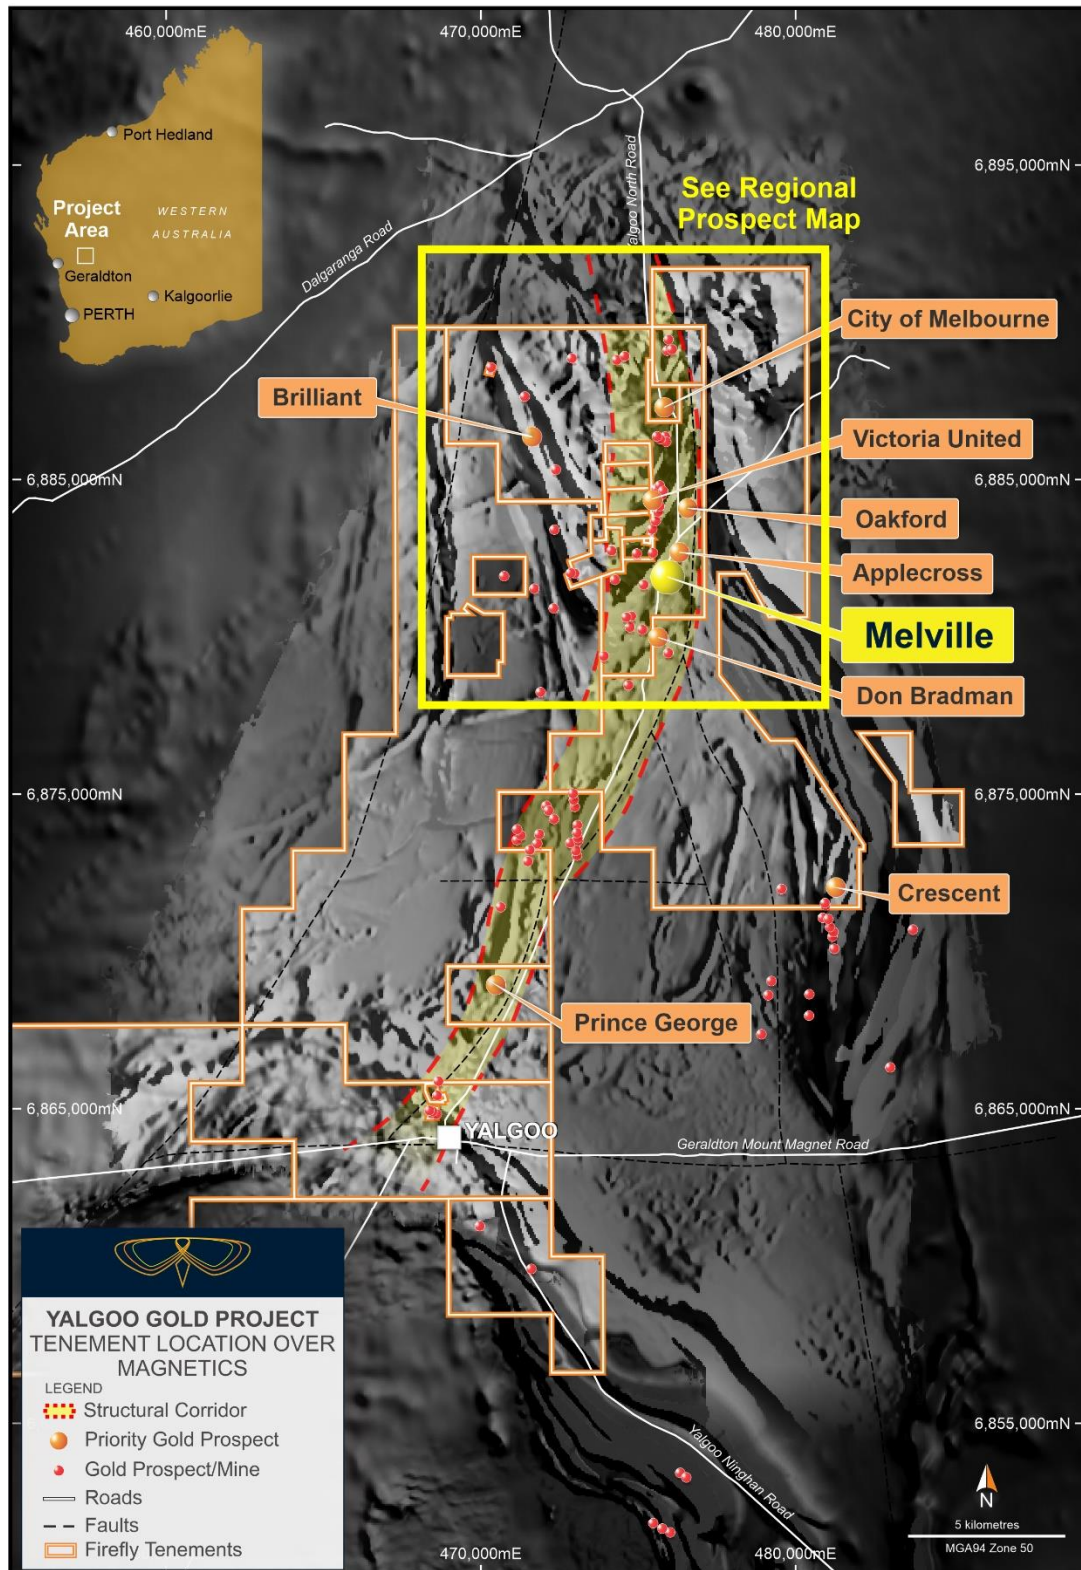 460,000mE
470,000mE
480,000mE
Port Hedland
Project
Area
WESTERN
AUSTRALIA
Geraldton
Kalgoorlie
PERTH
6,895,000mN
Dalgaranga Road
Yalgoo North Road
See Regional
Prospect Map
City of Melbourne
Brilliant
Victoria United
6,885,000mN
6,885,000mN
Oakford
Applecross
Melville
Don Bradman
6,875,000mN
6,875,000mN
Crescent
Prince George
6,865,000mN
6,865,000mN
YALGOO
Geraldton Mount Magnet Road
YALGOO GOLD PROJECT
TENEMENT LOCATION OVER
MAGNETICS
LEGEND
Structural Corridor
Priority Gold Prospect
Gold Prospect/Mine
Roads
Faults
Firefly Tenements
6,855,000mN
Yalgoo Ninghan Road
N
5 kilometres
MGA94 Zone 50
470,000mE
480,000mE